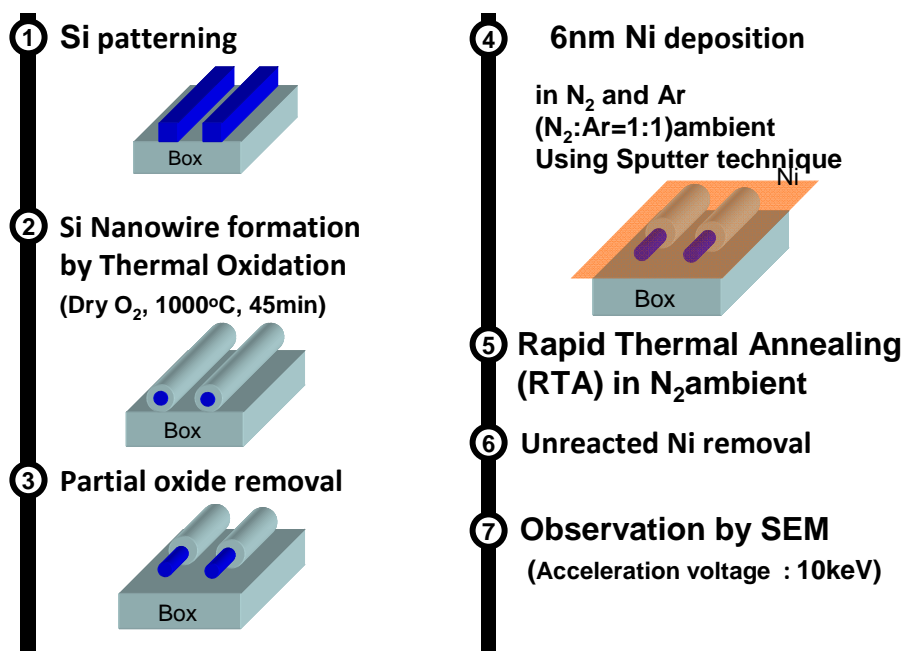 1 Si patterning
Box
2 Si Nanowire formation
by Thermal Oxidation
(Dry O₂, 1000ºC, 45min)
Box
3 Partial oxide removal
Box
4 6nm Ni deposition
in N₂ and Ar
(N₂:Ar=1:1)ambient
Using Sputter technique
Ni
Box
5 Rapid Thermal Annealing
(RTA) in N₂ambient
6 Unreacted Ni removal
7 Observation by SEM
(Acceleration voltage : 10keV)